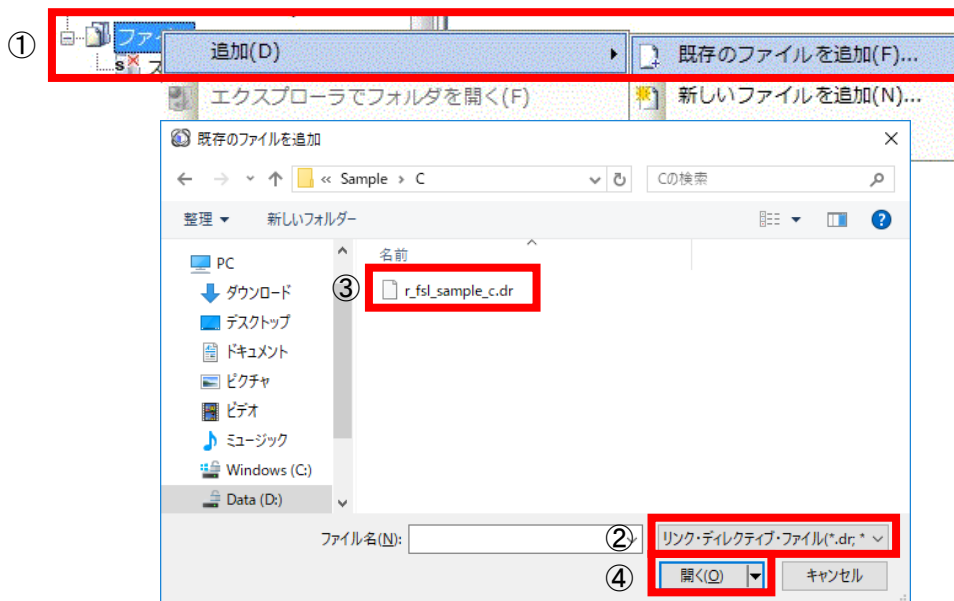 ①
ファイ 追加(D) 既存のファイルを追加(F)...
エクスプローラでフォルダを開く(F) 新しいファイルを追加(N)...
既存のファイルを追加
« Sample › C Cの検索
整理 新しいフォルダー
名前
PC
③ r_fsl_sample_c.dr
ダウンロード
デスクトップ
ドキュメント
ピクチャ
ビデオ
ミュージック
Windows (C:)
Data (D:)
ファイル名(N): ② リンク・ディレクティブ・ファイル(*.dr; *
④ 開く(O) キャンセル